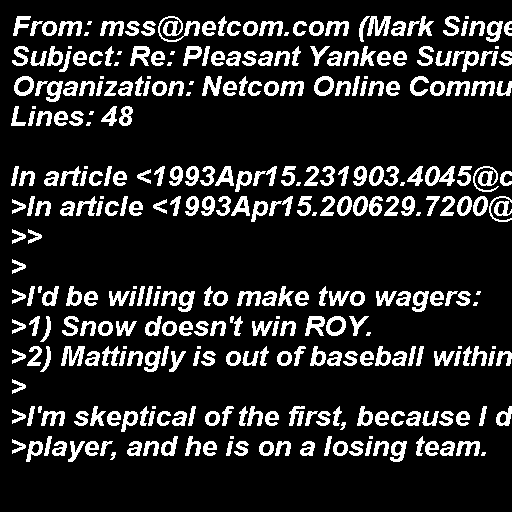 From: mss@netcom.com (Mark Singe
Subject: Re: Pleasant Yankee Surpris
Organization: Netcom Online Commu
Lines: 48

In article <1993Apr15.231903.4045@c
>In article <1993Apr15.200629.7200@
>>
>
>I'd be willing to make two wagers:
>1) Snow doesn't win ROY.
>2) Mattingly is out of baseball within
>
>I'm skeptical of the first, because I d
>player, and he is on a losing team.